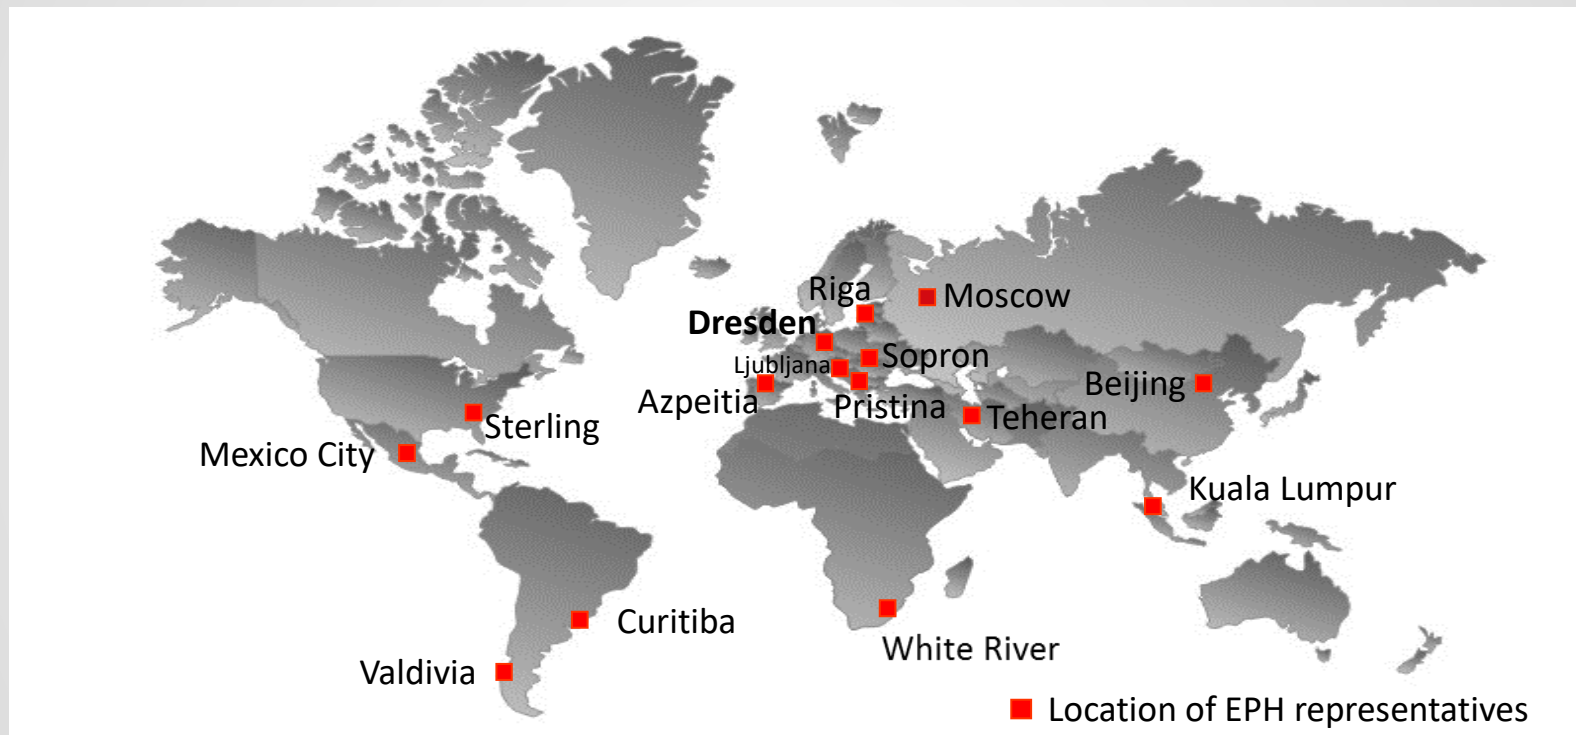 Riga
Moscow
Dresden
Sopron
Ljubljana
Beijing
Azpeitia
Pristina
Teheran
Sterling
Mexico City
Kuala Lumpur
Curitiba
White River
Valdivia
Location of EPH representatives